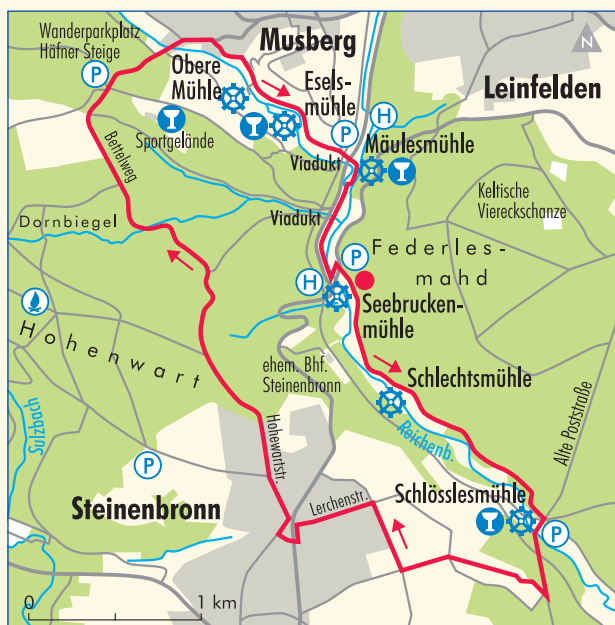 Wanderparkplatz
Häfner Steige
Musberg
N
P
Obere
Mühle
Esels-
mühle
Leinfelden
H
P
Sportgelände
Viadukt
Mäulesmühle
Bettelweg
Keltische
Viereckschanze
Viadukt
Dornbiegel
Federles-
mahd
P
H
Seebrucken-
mühle
Hohenwart
ehem. Bhf.
Steinenbronn
Schlechtsmühle
Sulzbach
Hohewartstr.
Reichenb.
Alte Poststraße
P
Steinenbronn
Lerchenstr.
Schlösslesmühle
P
0
1 km